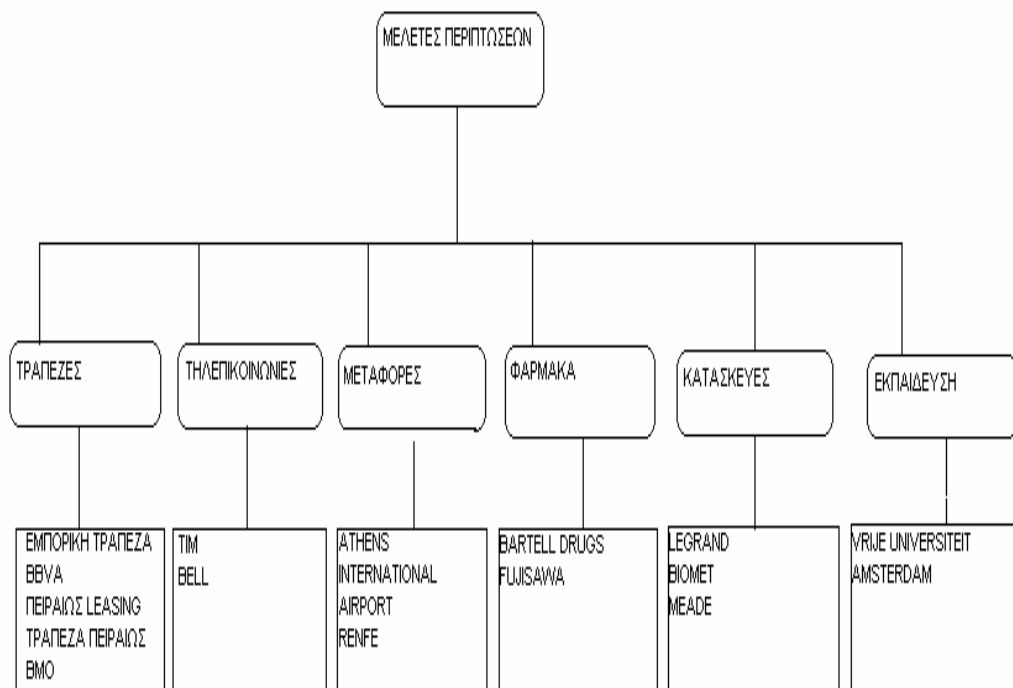 ΜΕΛΕΤΕΣ ΠΕΡΙΠΤΩΣΕΩΝ
ΤΡΑΠΕΖΕΣ
ΤΗΛΕΠΙΚΟΙΝΩΝΙΕΣ
ΜΕΤΑΦΟΡΕΣ
ΦΑΡΜΑΚΑ
ΚΑΤΑΣΚΕΥΕΣ
ΕΚΠΑΙΔΕΥΣΗ
ΕΜΠΟΡΙΚΗ ΤΡΑΠΕΖΑ
BBVA
ΠΕΙΡΑΙΩΣ LEASING
ΤΡΑΠΕΖΑ ΠΕΙΡΑΙΩΣ
BMO
TIM
BELL
ATHENS
INTERNATIONAL
AIRPORT
RENFE
BARTELL DRUGS
FUJISAWA
LEGRAND
BIOMET
MEADE
VRIJE UNIVERSITEIT
AMSTERDAM